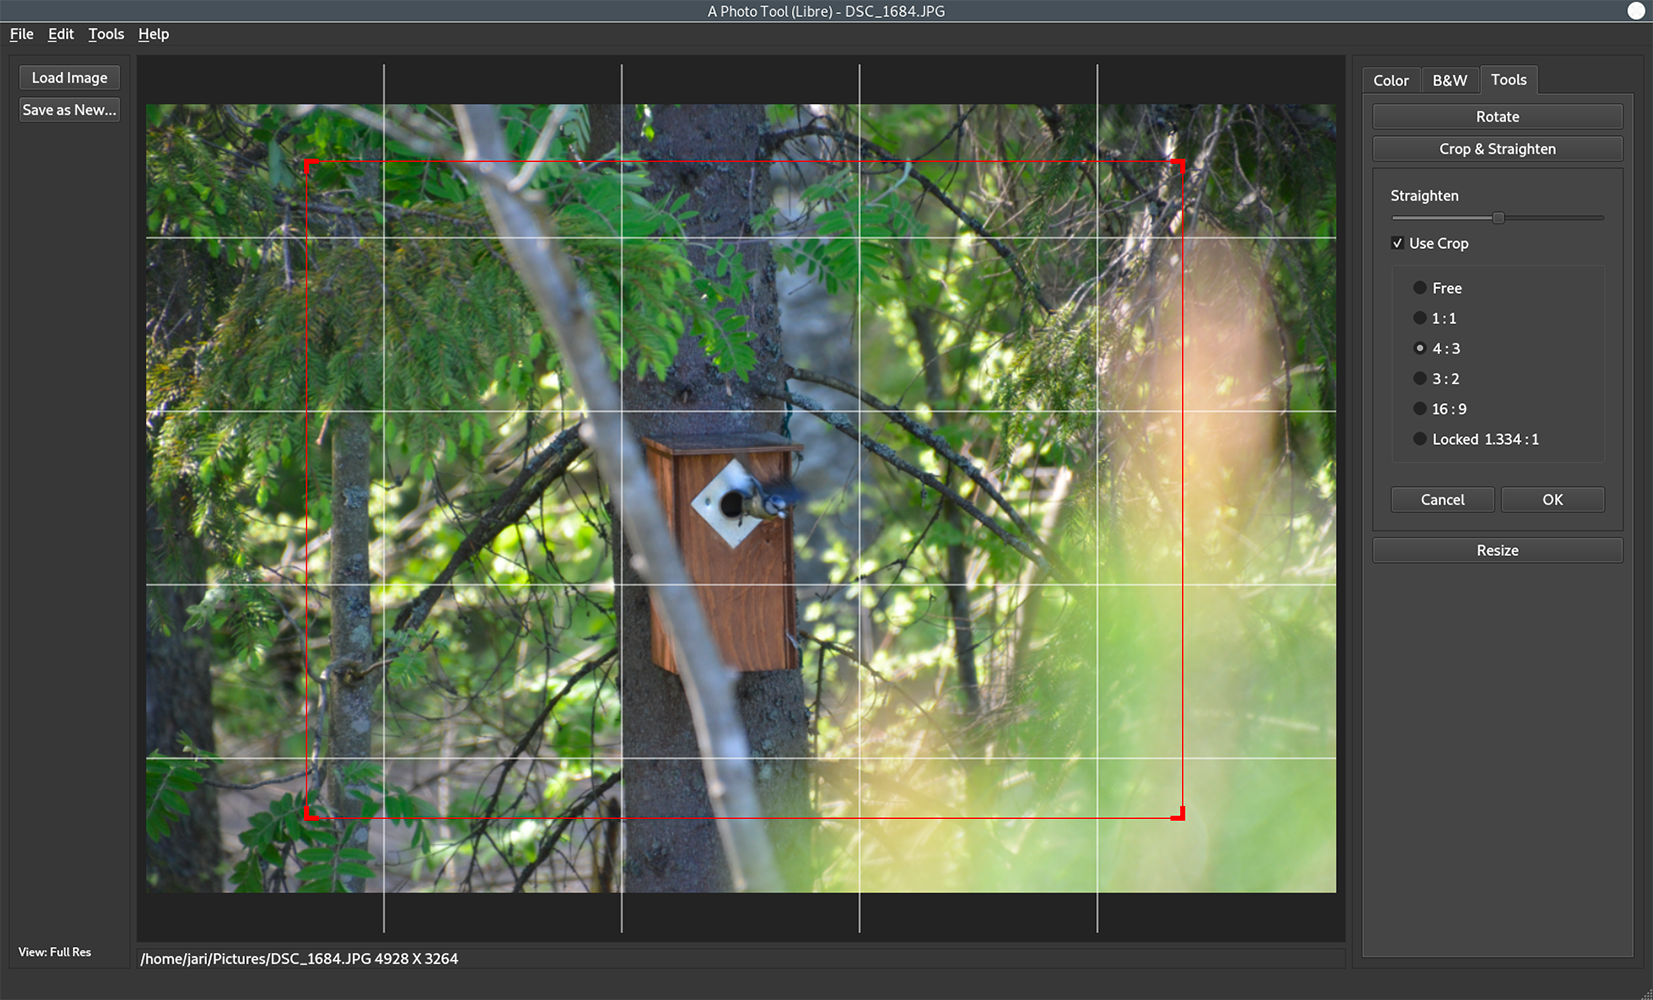 A Photo Tool (Libre) - DSC_1684.JPG
File Edit Tools Help
Load Image
Save as New...
Color B&W Tools
Rotate
Crop & Straighten
Straighten
Use Crop
Free
1 : 1
4 : 3
3 : 2
16 : 9
Locked 1.334 : 1
Cancel OK
Resize
View: Full Res
/home/jari/Pictures/DSC_1684.JPG 4928 X 3264